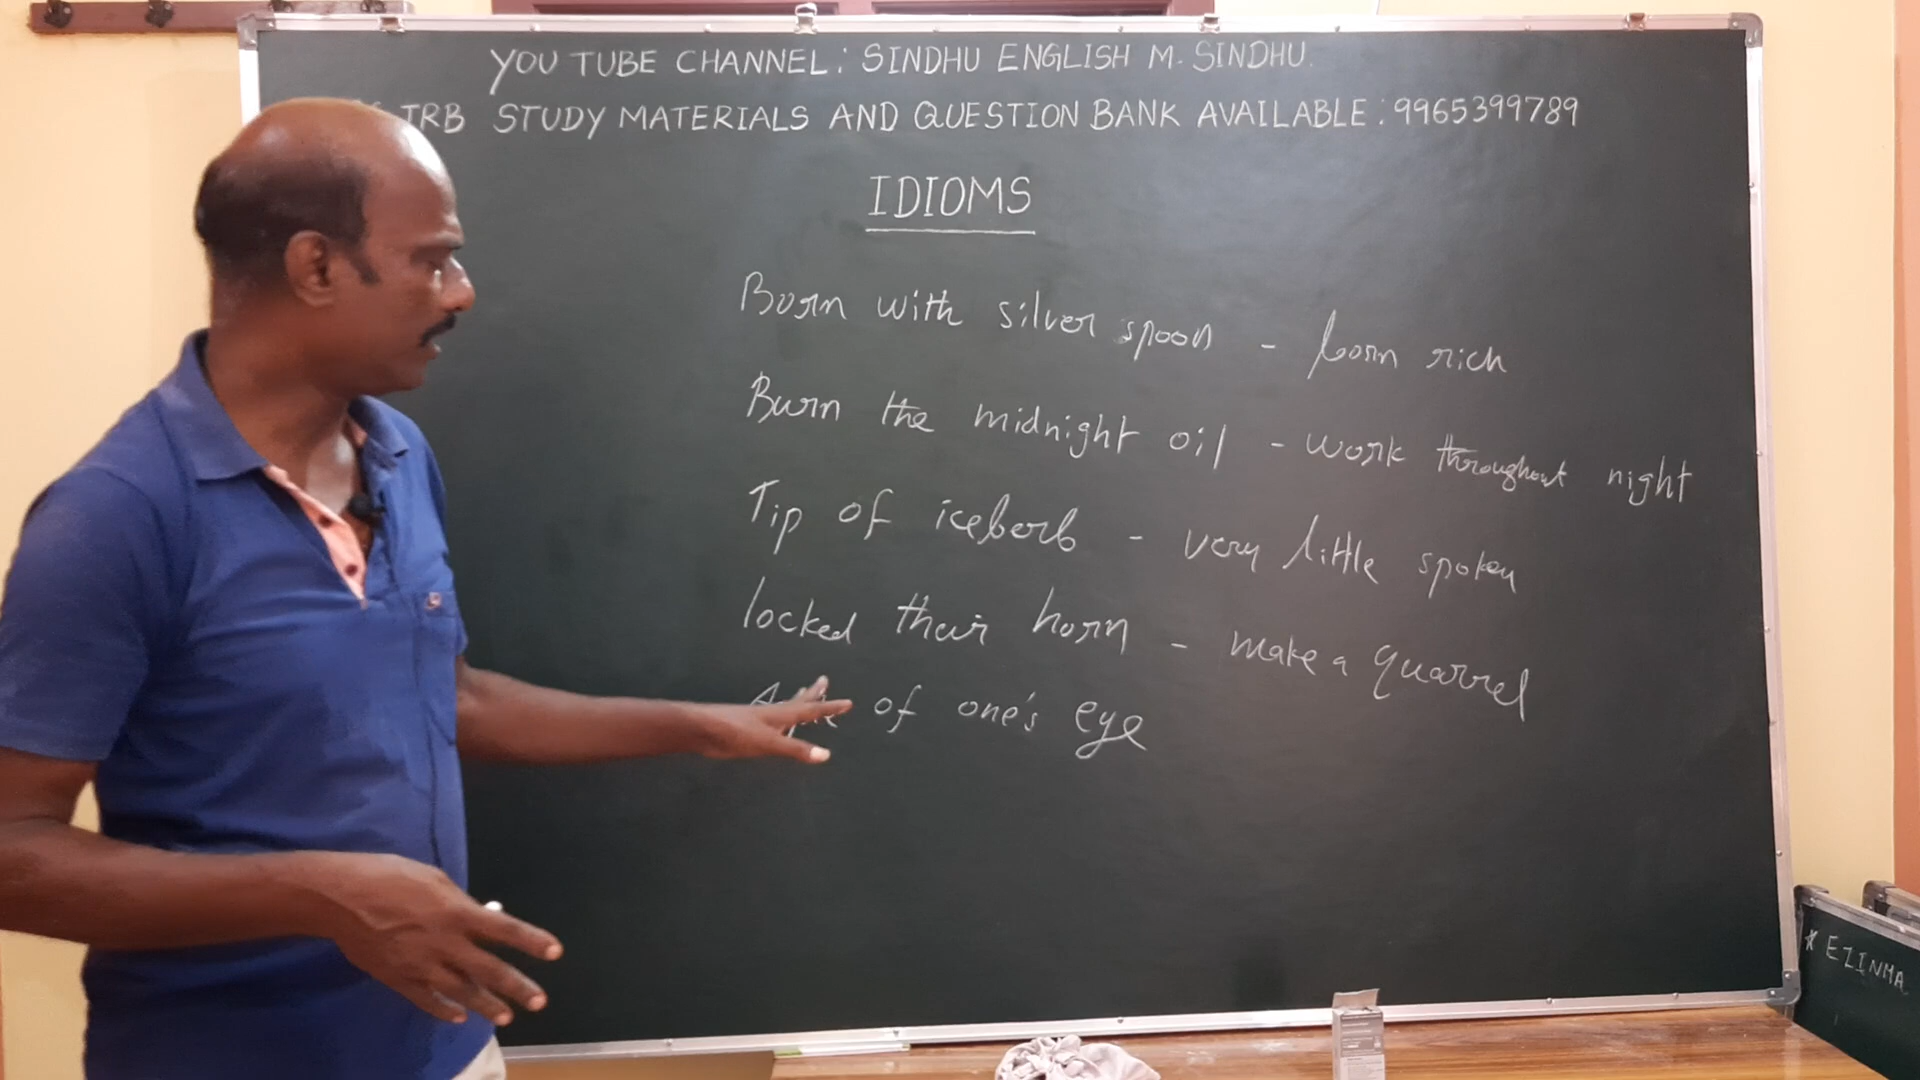 YOU TUBE CHANNEL: SINDHU ENGLISH M. SINDHU.
TRB STUDY MATERIALS AND QUESTION BANK AVAILABLE: 9965399789
IDIOMS
Born with silver spoon - born rich
Burn the midnight oil - work throughout night
Tip of iceberb - very little spoken
locked their horn - make a quarrel
of one's eye
* EZINMA